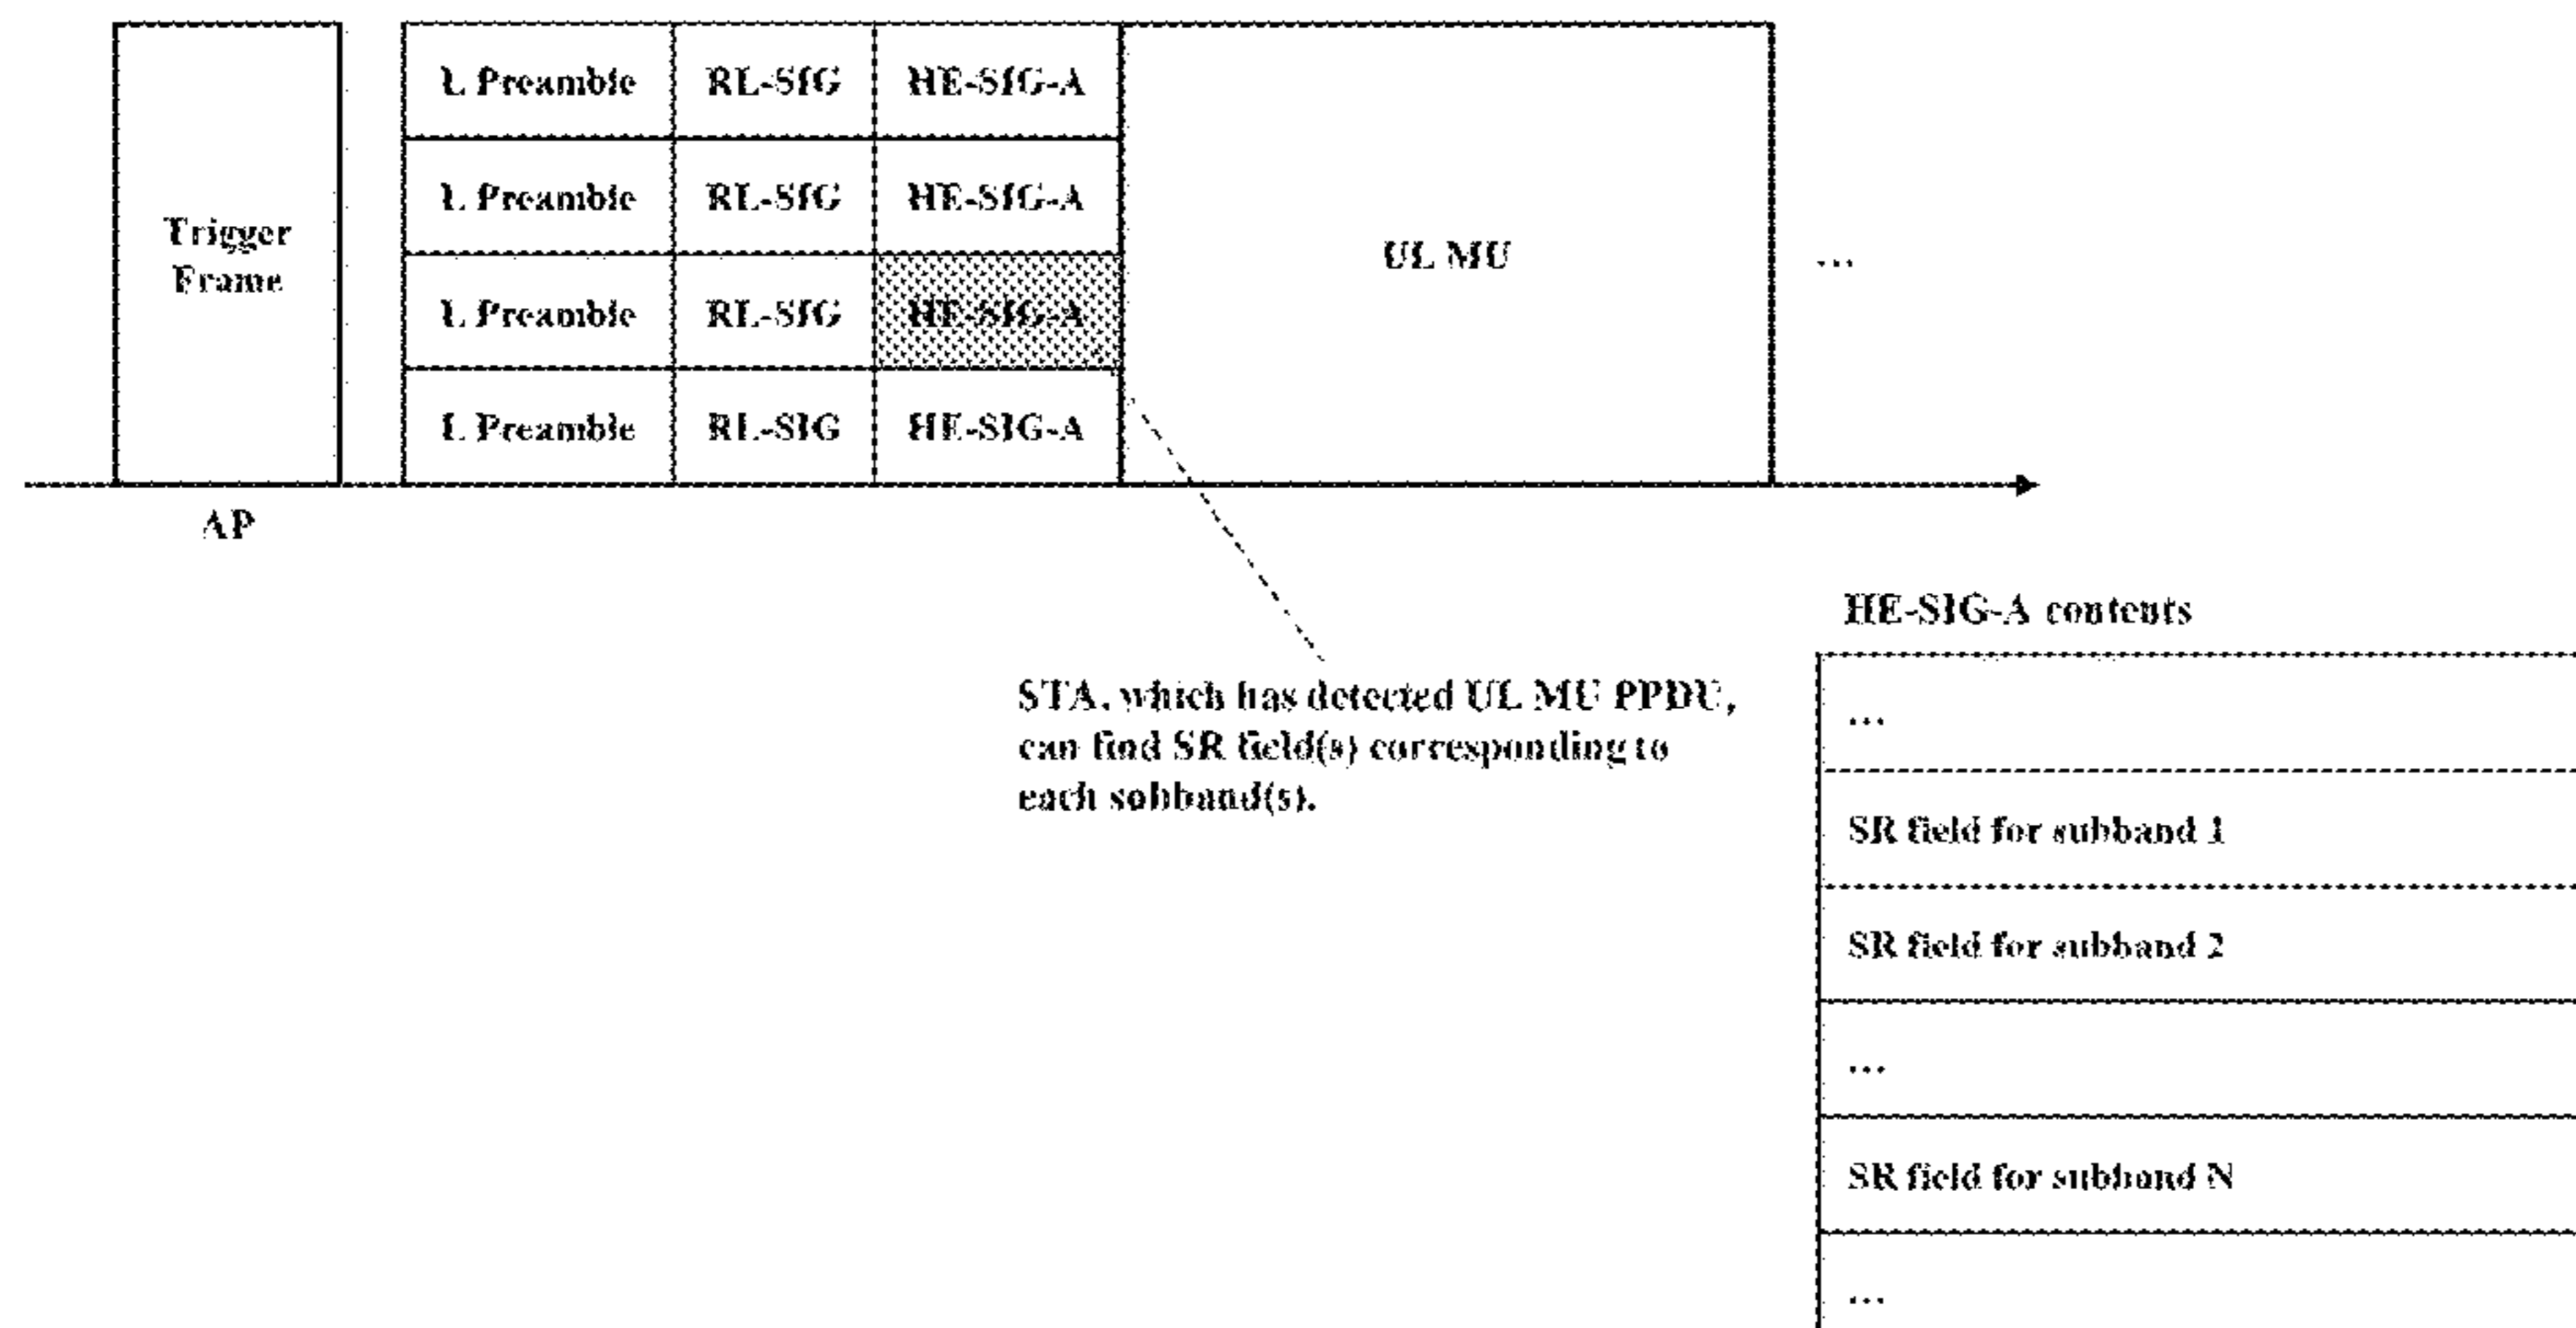 Trigger
Frame
L Preamble RL-SIG HE-SIG-A
L Preamble RL-SIG HE-SIG-A
L Preamble RL-SIG HE-SIG-A
L Preamble RL-SIG HE-SIG-A
UL MU
...
AP
STA, which has detected UL MU PPDU,
can find SR field(s) corresponding to
each subband(s).
HE-SIG-A contents
...
SR field for subband 1
SR field for subband 2
...
SR field for subband N
...